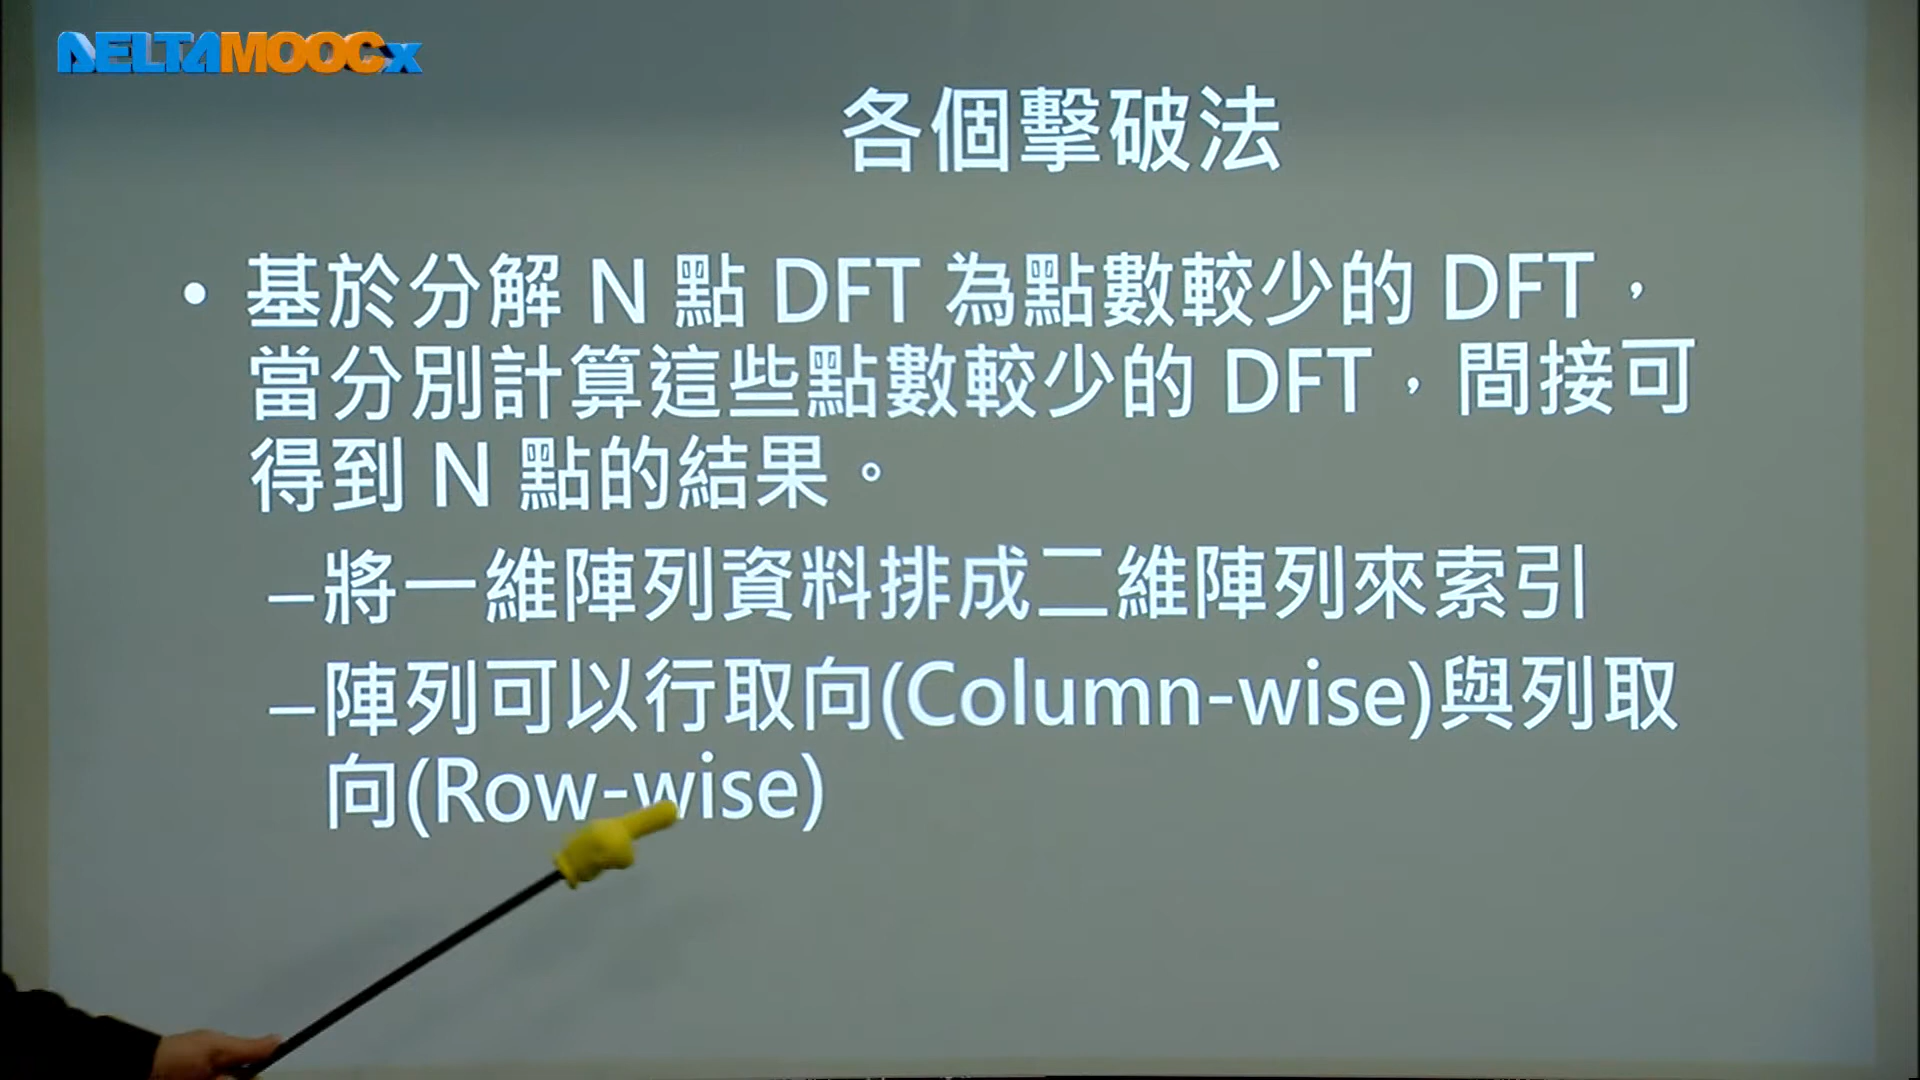 DELTAMOOCx
各個擊破法
• 基於分解 N 點 DFT 為點數較少的 DFT，
當分別計算這些點數較少的 DFT，間接可
得到 N 點的結果。
–將一維陣列資料排成二維陣列來索引
–陣列可以行取向(Column-wise)與列取
向(Row-wise)